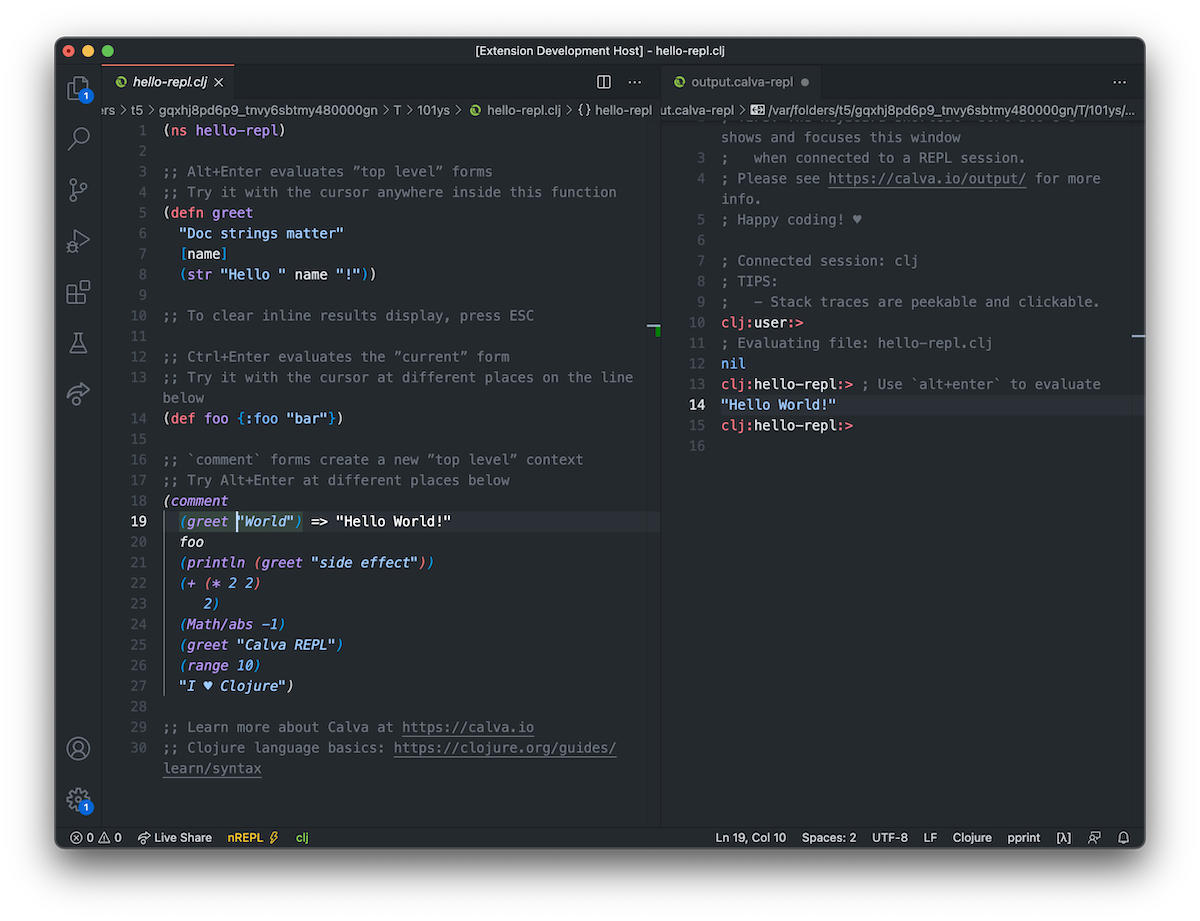 [Extension Development Host] - hello-repl.clj
1
hello-repl.clj
output.calva-repl
ers > t5 > gqxhj8pd6p9_tnvy6sbtmy480000gn > T > 101ys > hello-repl.clj > {} hello-repl
ut.calva-repl > /var/folders/t5/gqxhj8pd6p9_tnvy6sbtmy480000gn/T/101ys/...
1 (ns hello-repl)
2
3 ;; Alt+Enter evaluates ”top level” forms
4 ;; Try it with the cursor anywhere inside this function
5 (defn greet
6 "Doc strings matter"
7 [name]
8 (str "Hello " name "!"))
9
10 ;; To clear inline results display, press ESC
11
12 ;; Ctrl+Enter evaluates the ”current” form
13 ;; Try it with the cursor at different places on the line
below
14 (def foo {:foo "bar"})
15
16 ;; `comment` forms create a new ”top level” context
17 ;; Try Alt+Enter at different places below
18 (comment
19 (greet "World") => "Hello World!"
20 foo
21 (println (greet "side effect"))
22 (+ (* 2 2)
23 2)
24 (Math/abs -1)
25 (greet "Calva REPL")
26 (range 10)
27 "I ♥ Clojure")
28
29 ;; Learn more about Calva at https://calva.io
30 ;; Clojure language basics: https://clojure.org/guides/
learn/syntax
shows and focuses this window
3 ; when connected to a REPL session.
4 ; Please see https://calva.io/output/ for more
info.
5 ; Happy coding! ♥
6
7 ; Connected session: clj
8 ; TIPS:
9 ; - Stack traces are peekable and clickable.
10 clj:user:>
11 ; Evaluating file: hello-repl.clj
12 nil
13 clj:hello-repl:> ; Use `alt+enter` to evaluate
14 "Hello World!"
15 clj:hello-repl:>
16
1
0 0 Live Share nREPL clj
Ln 19, Col 10 Spaces: 2 UTF-8 LF Clojure pprint [λ]